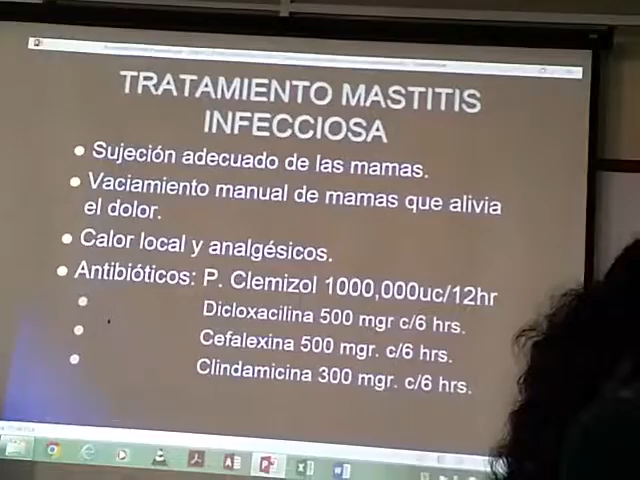 TRATAMIENTO MASTITIS
INFECCIOSA
Sujeción adecuado de las mamas.
Vaciamiento manual de mamas que alivia
el dolor.
Calor local y analgésicos.
Antibióticos: P. Clemizol 1000,000uc/12hr
Dicloxacilina 500 mgr c/6 hrs.
Cefalexina 500 mgr. c/6 hrs.
Clindamicina 300 mgr. c/6 hrs.